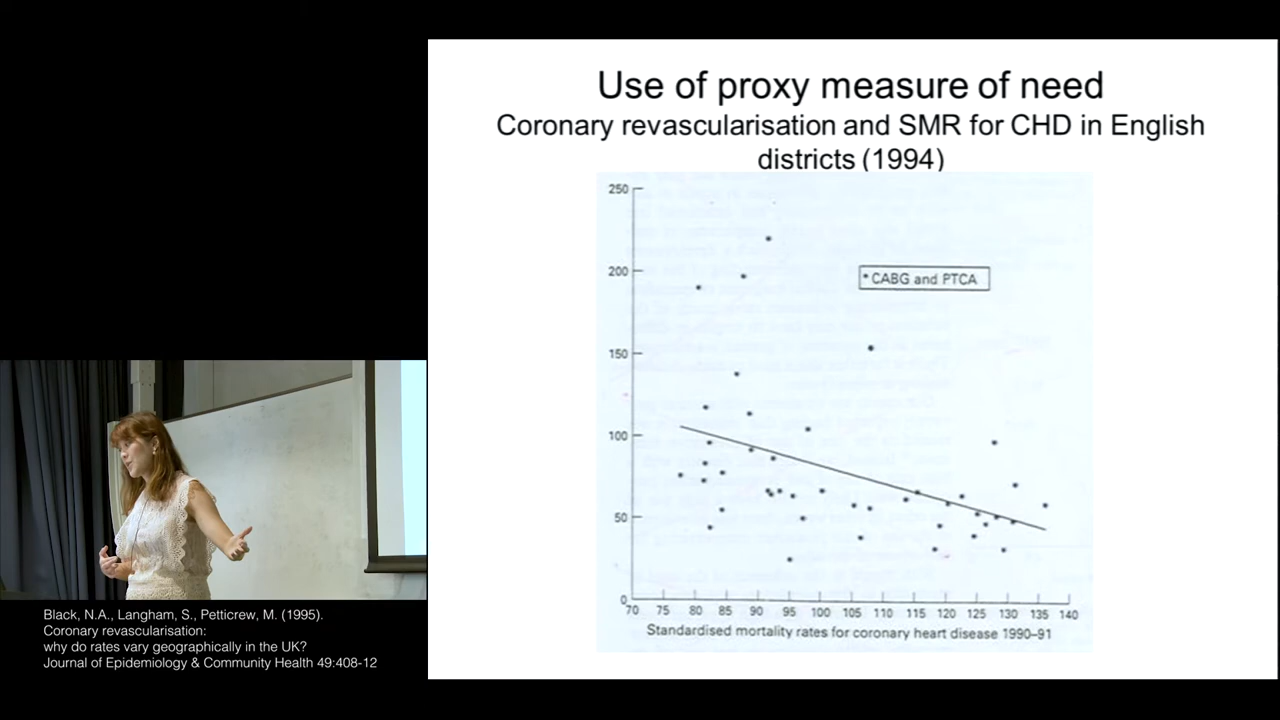 Use of proxy measure of need
Coronary revascularisation and SMR for CHD in English
districts (1994)
250
200
150
100
50
0
CABG and PTCA
70 75 80 85 90 95 100 105 110 115 120 125 130 135 140
Standardised mortality rates for coronary heart disease 1990–91
Black, N.A., Langham, S., Petticrew, M. (1995).
Coronary revascularisation:
why do rates vary geographically in the UK?
Journal of Epidemiology & Community Health 49:408-12